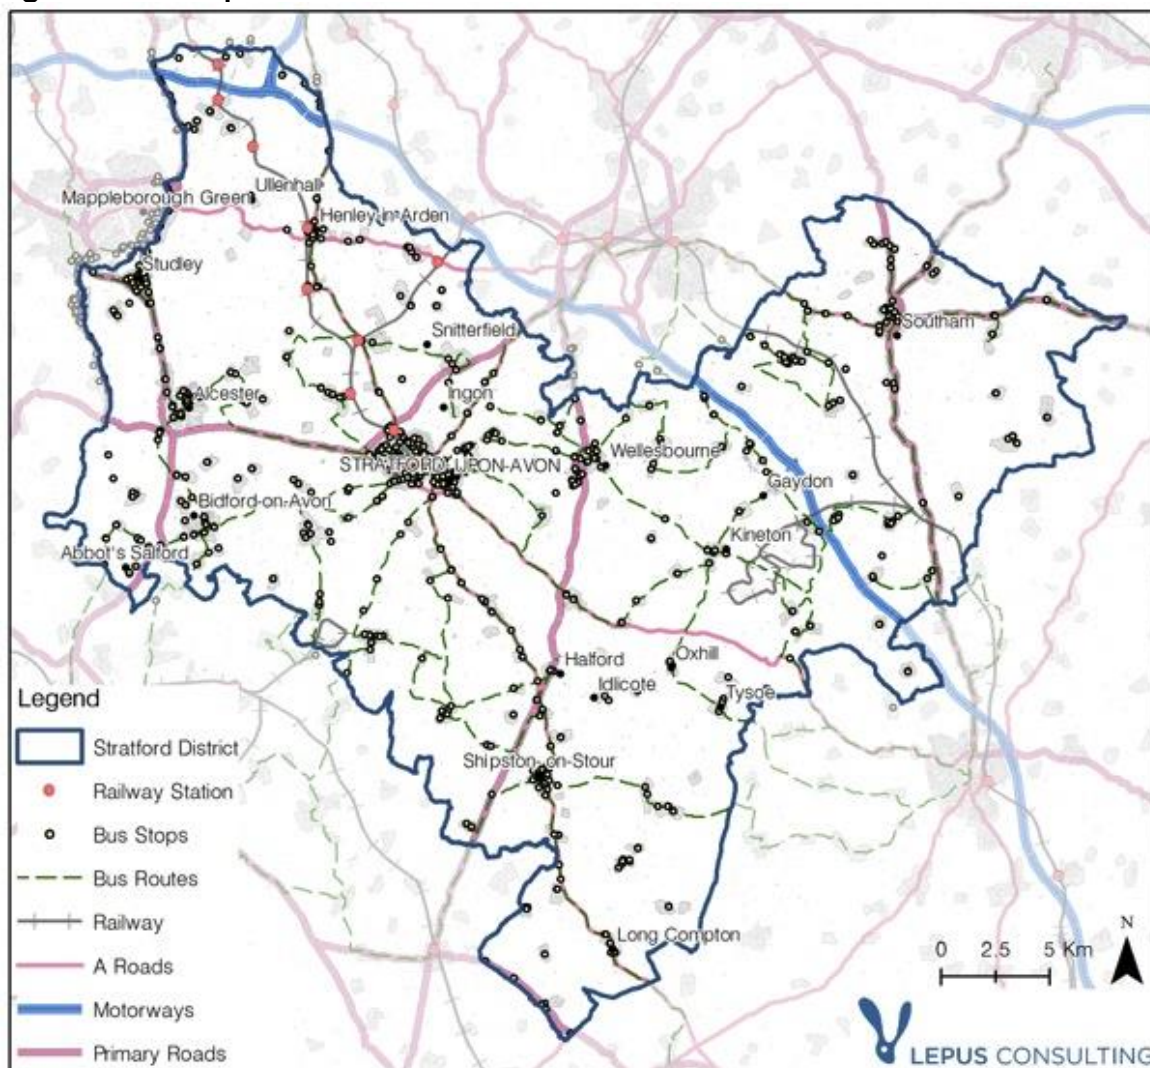 Ullenhall
Mappleborough Green
Henley-in-Arden
Studley
Snitterfield
Southam
Alcester
Ingon
Wellesbourne
STRATFORD-UPON-AVON
Gaydon
Bidford-on-Avon
Kineton
Abbot's Salford
Halford
Oxhill
Idlicote
Tysoe
Shipston-on-Stour
Long Compton
Legend
Stratford District
Railway Station
Bus Stops
Bus Routes
Railway
A Roads
Motorways
Primary Roads
N
0 2.5 5 Km
LEPUS CONSULTING